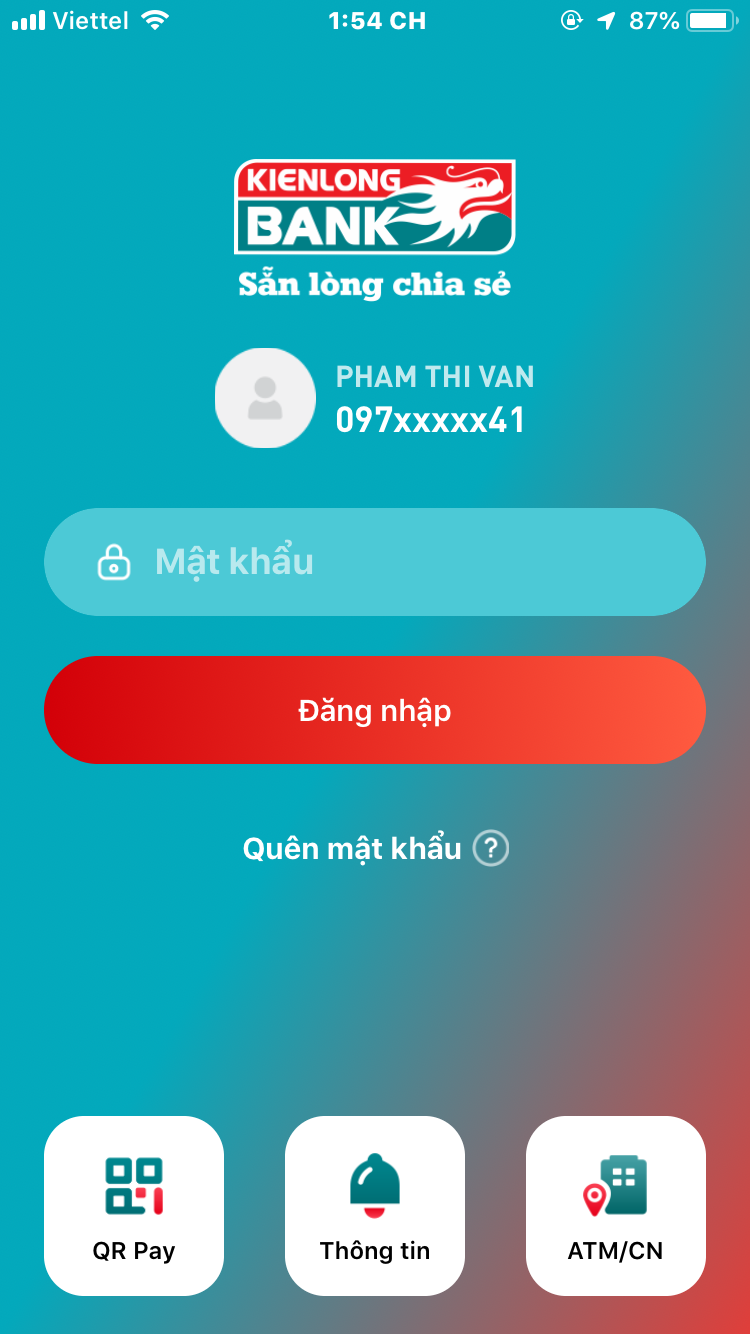 Viettel 1:54 CH 87%
KIENLONG
BANK
Sẵn lòng chia sẻ
PHAM THI VAN
097xxxxx41
Mật khẩu
Đăng nhập
Quên mật khẩu ?
QR Pay Thông tin ATM/CN